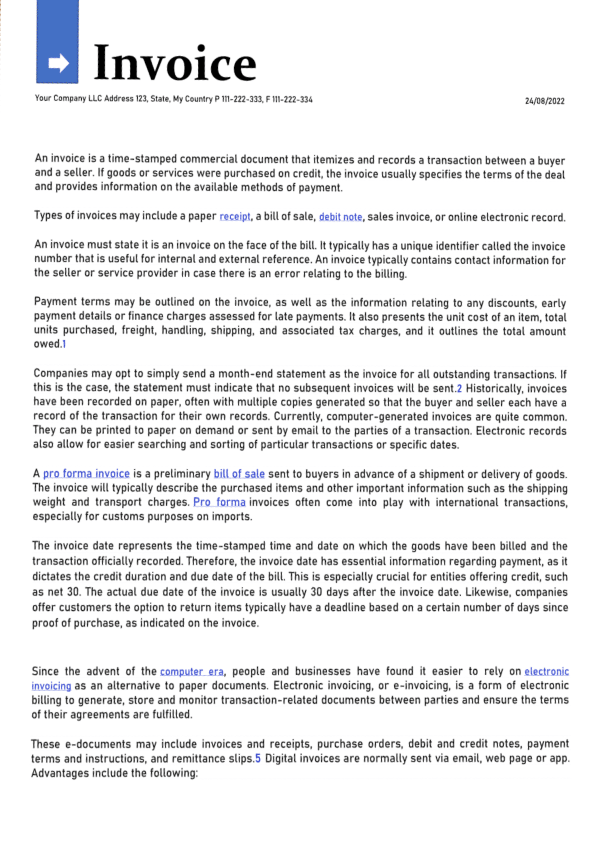 Invoice
Your Company LLC Address 123, State, My Country P 111-222-333, F 111-222-334
24/08/2022
An invoice is a time-stamped commercial document that itemizes and records a transaction between a buyer
and a seller. If goods or services were purchased on credit, the invoice usually specifies the terms of the deal
and provides information on the available methods of payment.
Types of invoices may include a paper receipt, a bill of sale, debit note, sales invoice, or online electronic record.
An invoice must state it is an invoice on the face of the bill. It typically has a unique identifier called the invoice
number that is useful for internal and external reference. An invoice typically contains contact information for
the seller or service provider in case there is an error relating to the billing.
Payment terms may be outlined on the invoice, as well as the information relating to any discounts, early
payment details or finance charges assessed for late payments. It also presents the unit cost of an item, total
units purchased, freight, handling, shipping, and associated tax charges, and it outlines the total amount
owed.1
Companies may opt to simply send a month-end statement as the invoice for all outstanding transactions. If
this is the case, the statement must indicate that no subsequent invoices will be sent.2 Historically, invoices
have been recorded on paper, often with multiple copies generated so that the buyer and seller each have a
record of the transaction for their own records. Currently, computer-generated invoices are quite common.
They can be printed to paper on demand or sent by email to the parties of a transaction. Electronic records
also allow for easier searching and sorting of particular transactions or specific dates.
A pro forma invoice is a preliminary bill of sale sent to buyers in advance of a shipment or delivery of goods.
The invoice will typically describe the purchased items and other important information such as the shipping
weight and transport charges. Pro forma invoices often come into play with international transactions,
especially for customs purposes on imports.
The invoice date represents the time-stamped time and date on which the goods have been billed and the
transaction officially recorded. Therefore, the invoice date has essential information regarding payment, as it
dictates the credit duration and due date of the bill. This is especially crucial for entities offering credit, such
as net 30. The actual due date of the invoice is usually 30 days after the invoice date. Likewise, companies
offer customers the option to return items typically have a deadline based on a certain number of days since
proof of purchase, as indicated on the invoice.
Since the advent of the computer era, people and businesses have found it easier to rely on electronic
invoicing as an alternative to paper documents. Electronic invoicing, or e-invoicing, is a form of electronic
billing to generate, store and monitor transaction-related documents between parties and ensure the terms
of their agreements are fulfilled.
These e-documents may include invoices and receipts, purchase orders, debit and credit notes, payment
terms and instructions, and remittance slips.5 Digital invoices are normally sent via email, web page or app.
Advantages include the following: